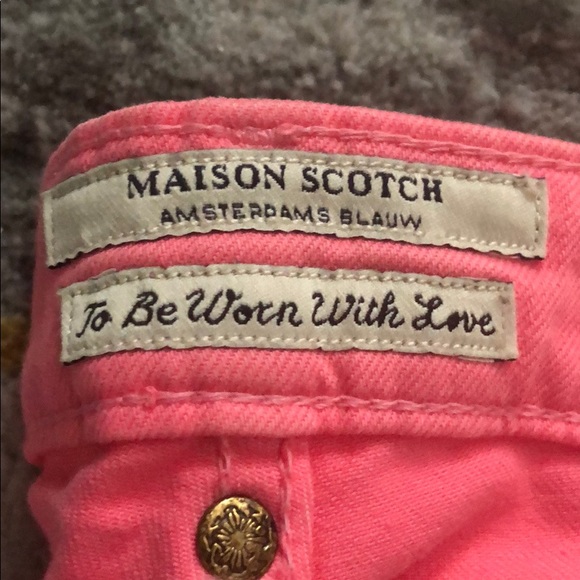 MAISON SCOTCH
AMSTERDAMS BLAUW
To Be Worn With Love